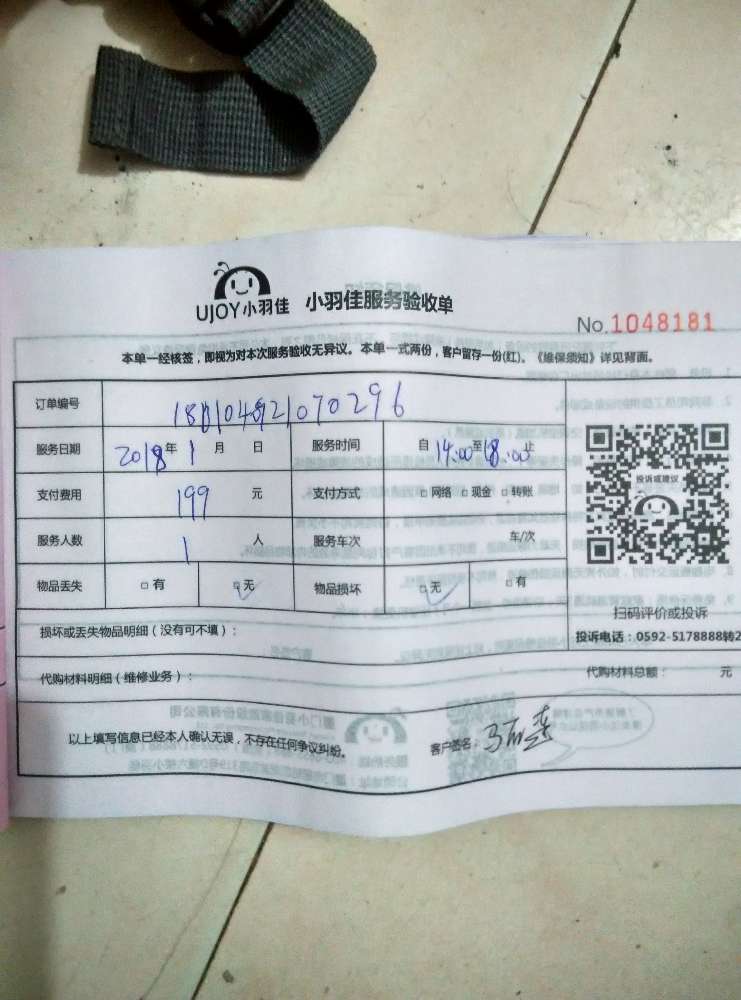 UJOY小羽佳 小羽佳服务验收单
No.1048181
本单一经核签，即视为对本次服务验收无异议。本单一式两份，客户留存一份(红)。《维保须知》详见背面。
订单编号
服务日期 2018年 1 月 日 服务时间 自 14:00 至 18:00 止
支付费用 199 元 支付方式 □网络 □现金 □转账
服务人数 1 人 服务车次 车/次
物品丢失 □有 □无 物品损坏 □无 □有
投诉或建议
扫码评价或投诉
投诉电话：0592-5178888转2
损坏或丢失物品明细（没有可不填）：
代购材料明细（维修业务）： 代购材料总额： 元
以上填写信息已经本人确认无误，不存在任何争议纠纷。 客户签名：